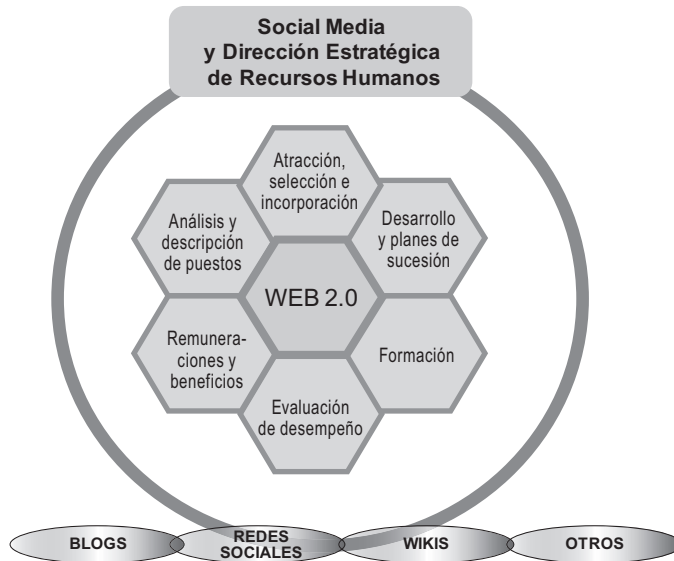 Social Media
y Dirección Estratégica
de Recursos Humanos
Atracción,
selección e
incorporación
Análisis y
descripción
de puestos
Desarrollo
y planes de
sucesión
WEB 2.0
Remunera-
ciones y
beneficios
Formación
Evaluación
de desempeño
BLOGS
REDES
SOCIALES
WIKIS
OTROS